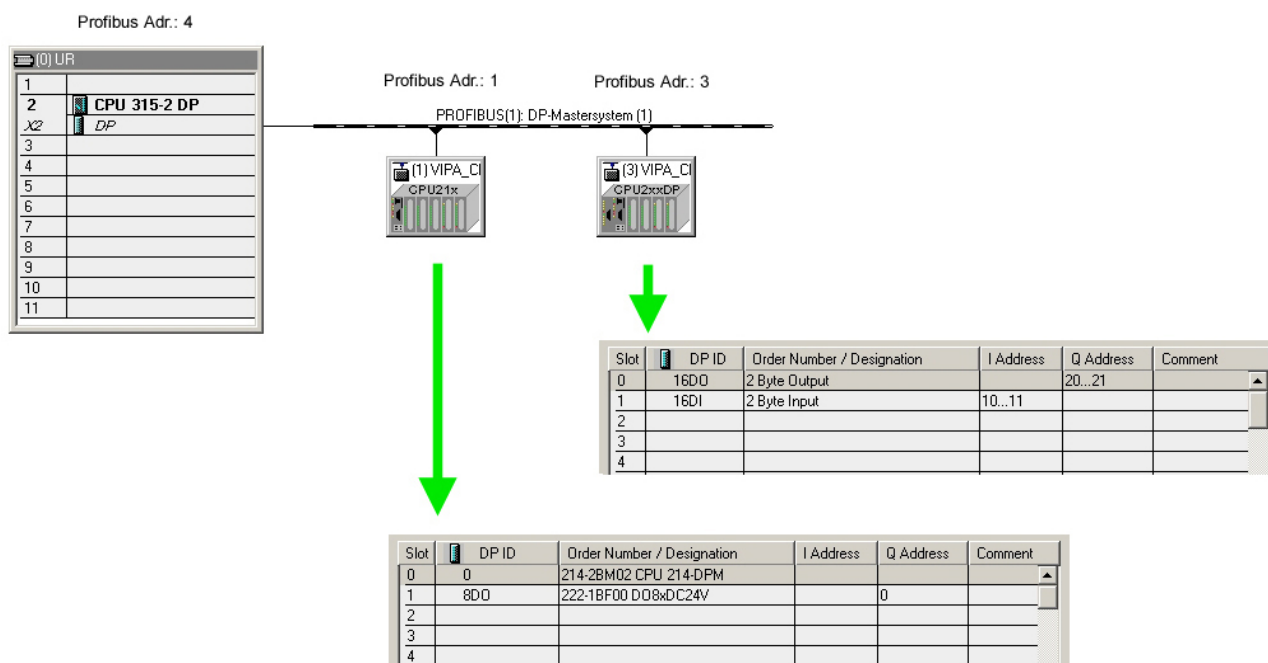 Profibus Adr.: 4
(0) UR
1
2 CPU 315-2 DP
X2 DP
3
4
5
6
7
8
9
10
11
Profibus Adr.: 1
Profibus Adr.: 3
PROFIBUS(1): DP-Mastersystem (1)
(1) VIPA_CI
CPU21x
(3) VIPA_CI
CPU2xxDP
Slot DP ID Order Number / Designation I Address Q Address Comment
0 16DO 2 Byte Output 20...21
1 16DI 2 Byte Input 10...11
2
3
4
Slot DP ID Order Number / Designation I Address Q Address Comment
0 0 214-2BM02 CPU 214-DPM
1 8DO 222-1BF00 DO8xDC24V 0
2
3
4